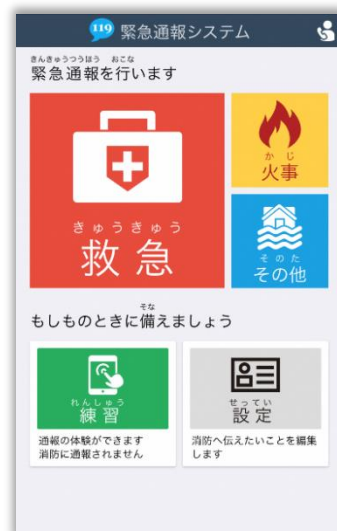 119 緊急通報システム
きんきゅうつうほう おこな
緊急通報を行います
きゅうきゅう
救急
かじ
火事
そのた
その他
そな
もしものときに備えましょう
れんしゅう
練習
通報の体験ができます
消防に通報されません
せってい
設定
消防へ伝えたいことを編集
します